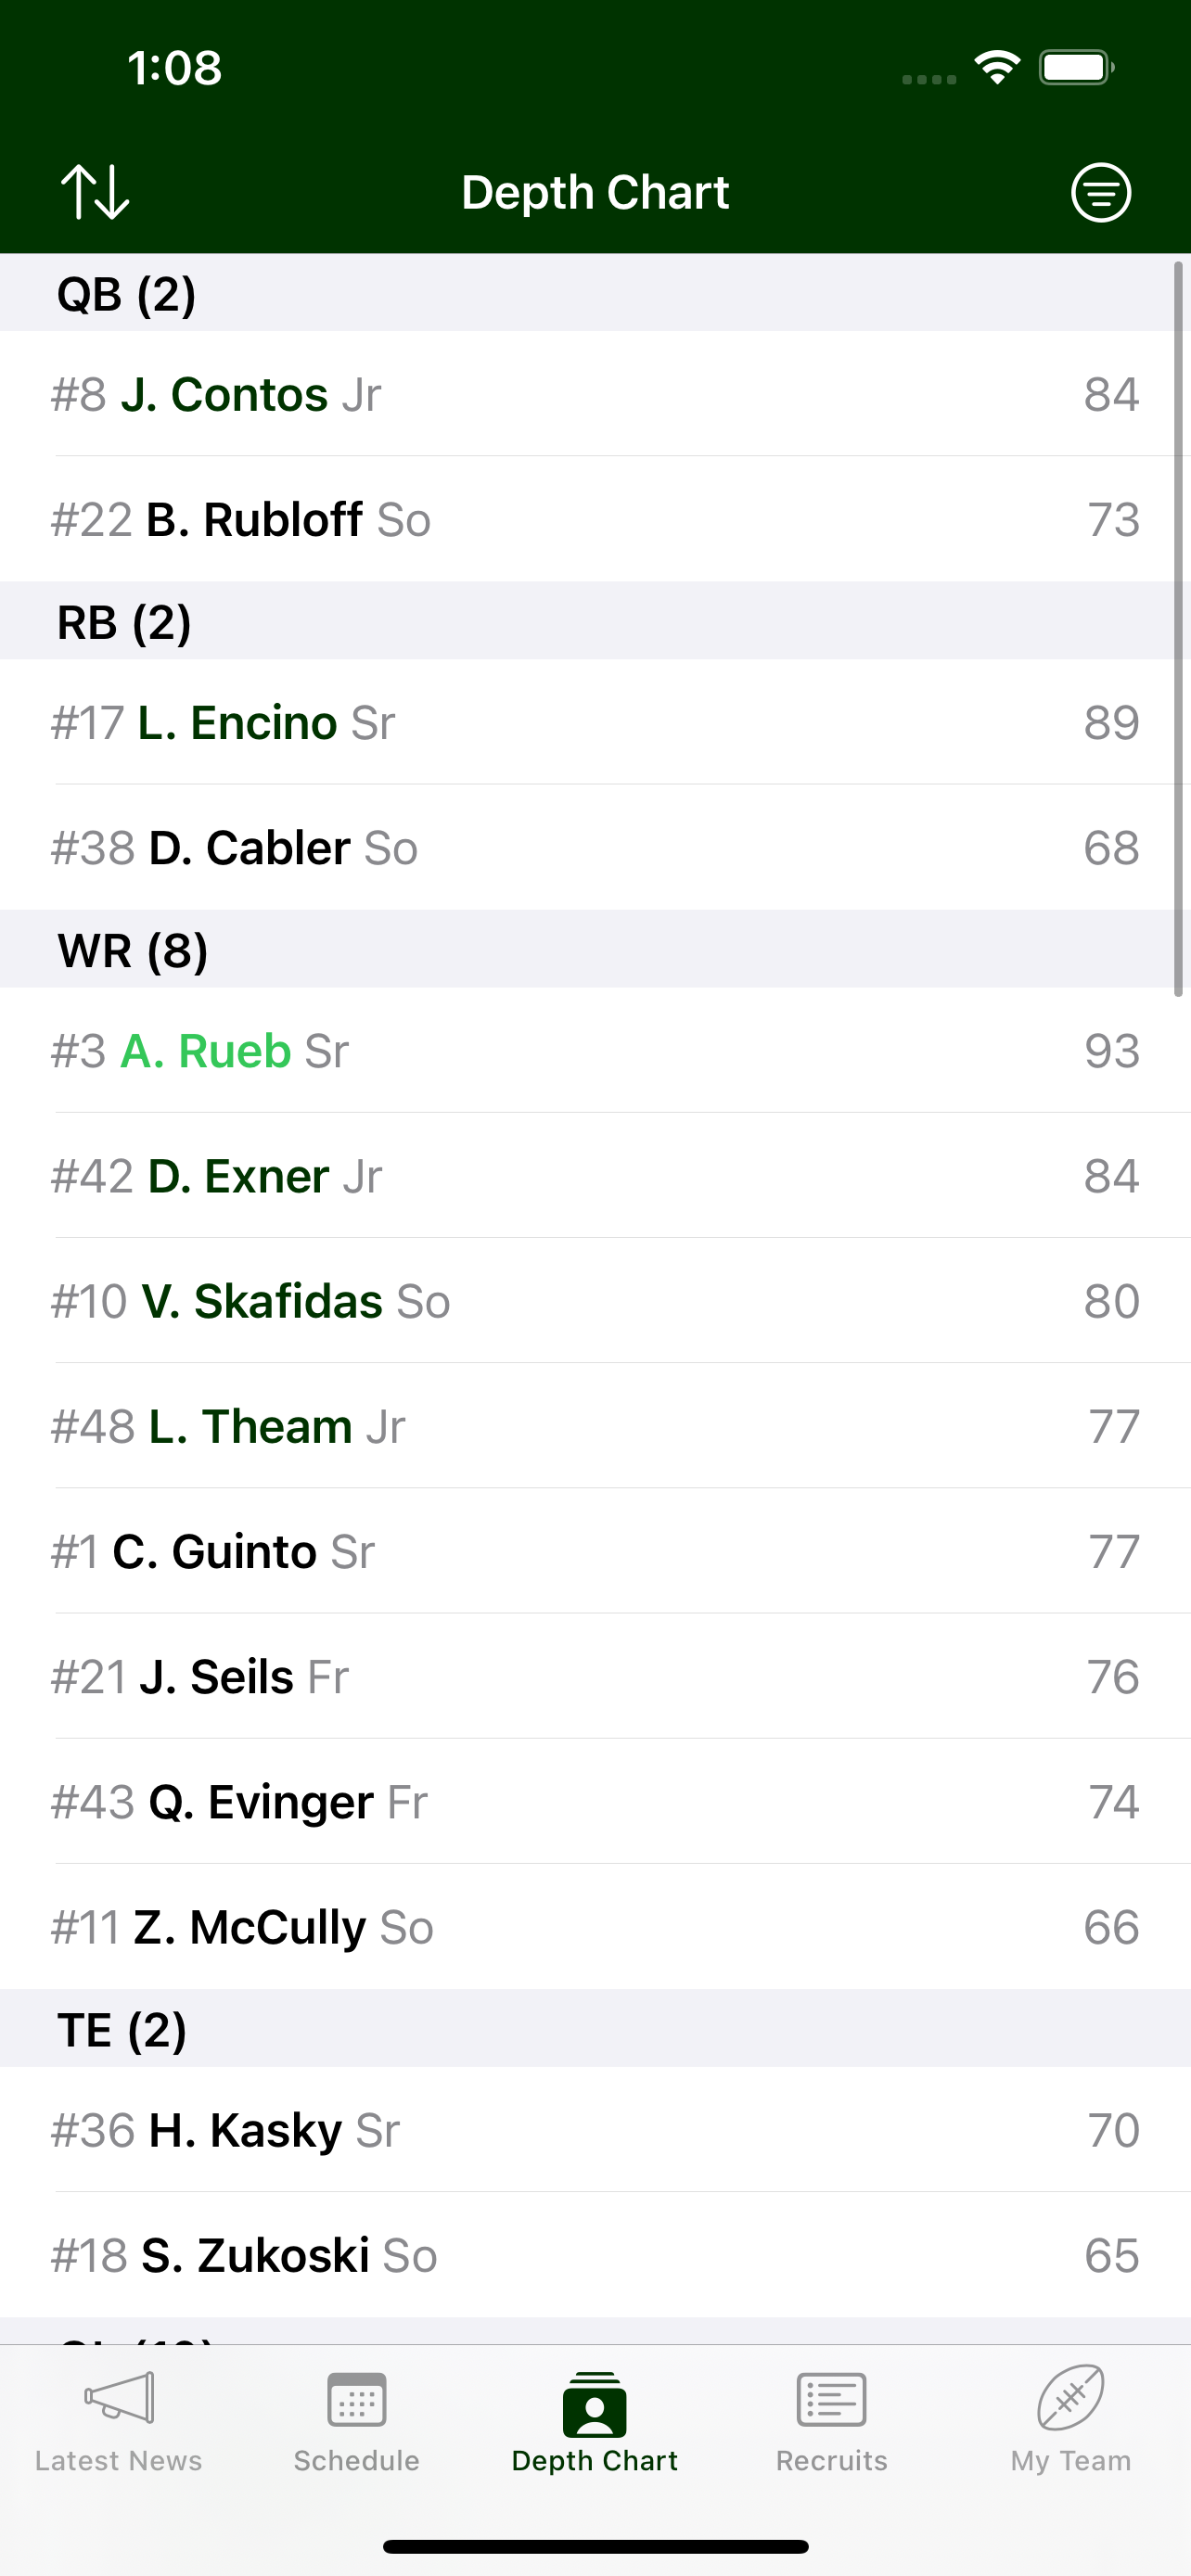 1:08
Depth Chart
QB (2)
#8 J. Contos Jr 84
#22 B. Rubloff So 73
RB (2)
#17 L. Encino Sr 89
#38 D. Cabler So 68
WR (8)
#3 A. Rueb Sr 93
#42 D. Exner Jr 84
#10 V. Skafidas So 80
#48 L. Theam Jr 77
#1 C. Guinto Sr 77
#21 J. Seils Fr 76
#43 Q. Evinger Fr 74
#11 Z. McCully So 66
TE (2)
#36 H. Kasky Sr 70
#18 S. Zukoski So 65
Latest News Schedule Depth Chart Recruits My Team